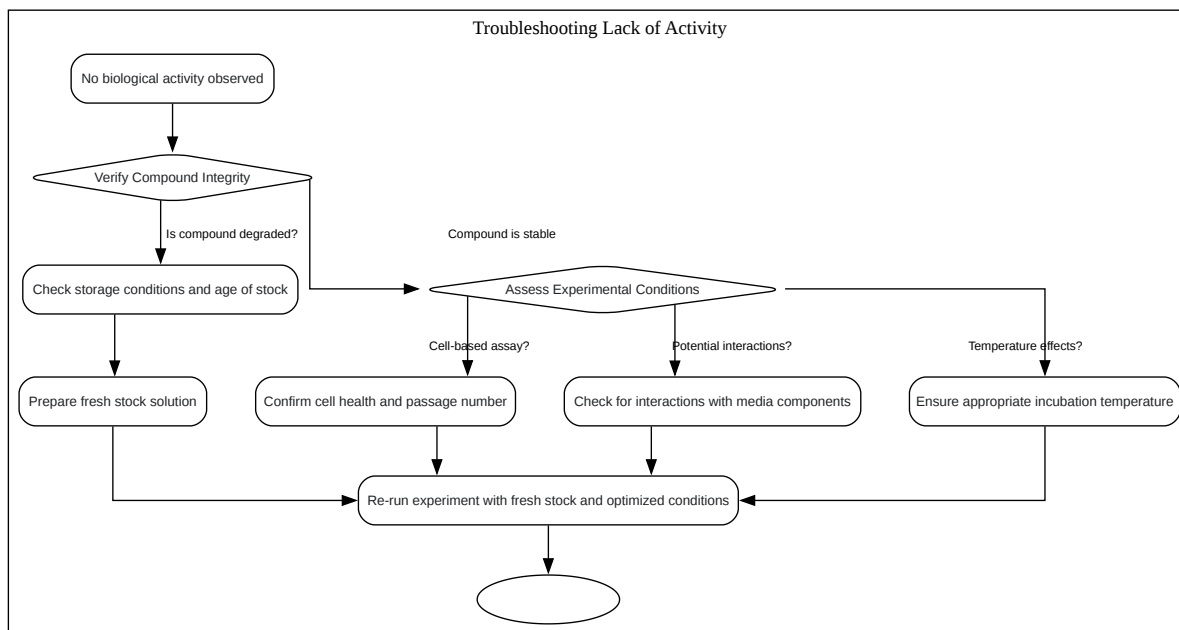 Troubleshooting Lack of Activity
No biological activity observed
Verify Compound Integrity
Is compound degraded?
Compound is stable
Check storage conditions and age of stock
Assess Experimental Conditions
Cell-based assay?
Potential interactions?
Temperature effects?
Prepare fresh stock solution
Confirm cell health and passage number
Check for interactions with media components
Ensure appropriate incubation temperature
Re-run experiment with fresh stock and optimized conditions